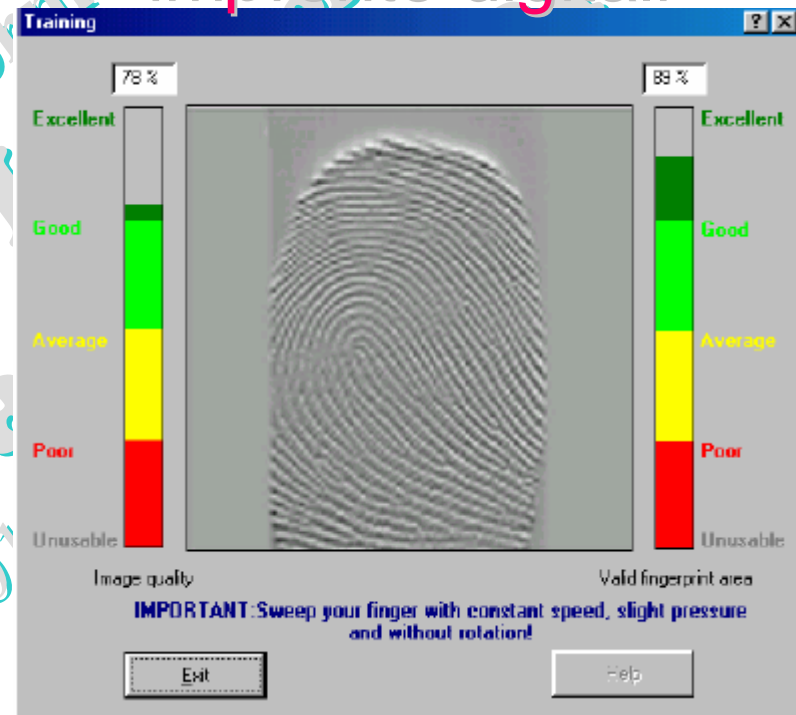 Training
78 %
89 %
Excellent
Excellent
Good
Good
Average
Average
Poor
Poor
Unusable
Unusable
Image quality
Valid fingerprint area
IMPORTANT:Sweep your finger with constant speed, slight pressure
and without rotation!
Exit
Help